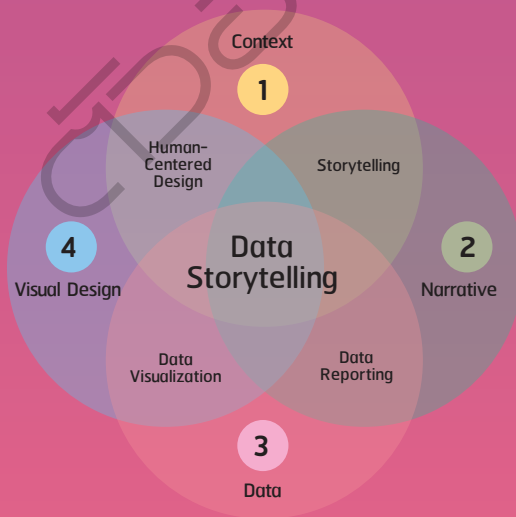 Context
1
Human-
Centered
Design
Storytelling
4
Visual Design
Data
Storytelling
2
Narrative
Data
Visualization
Data
Reporting
3
Data